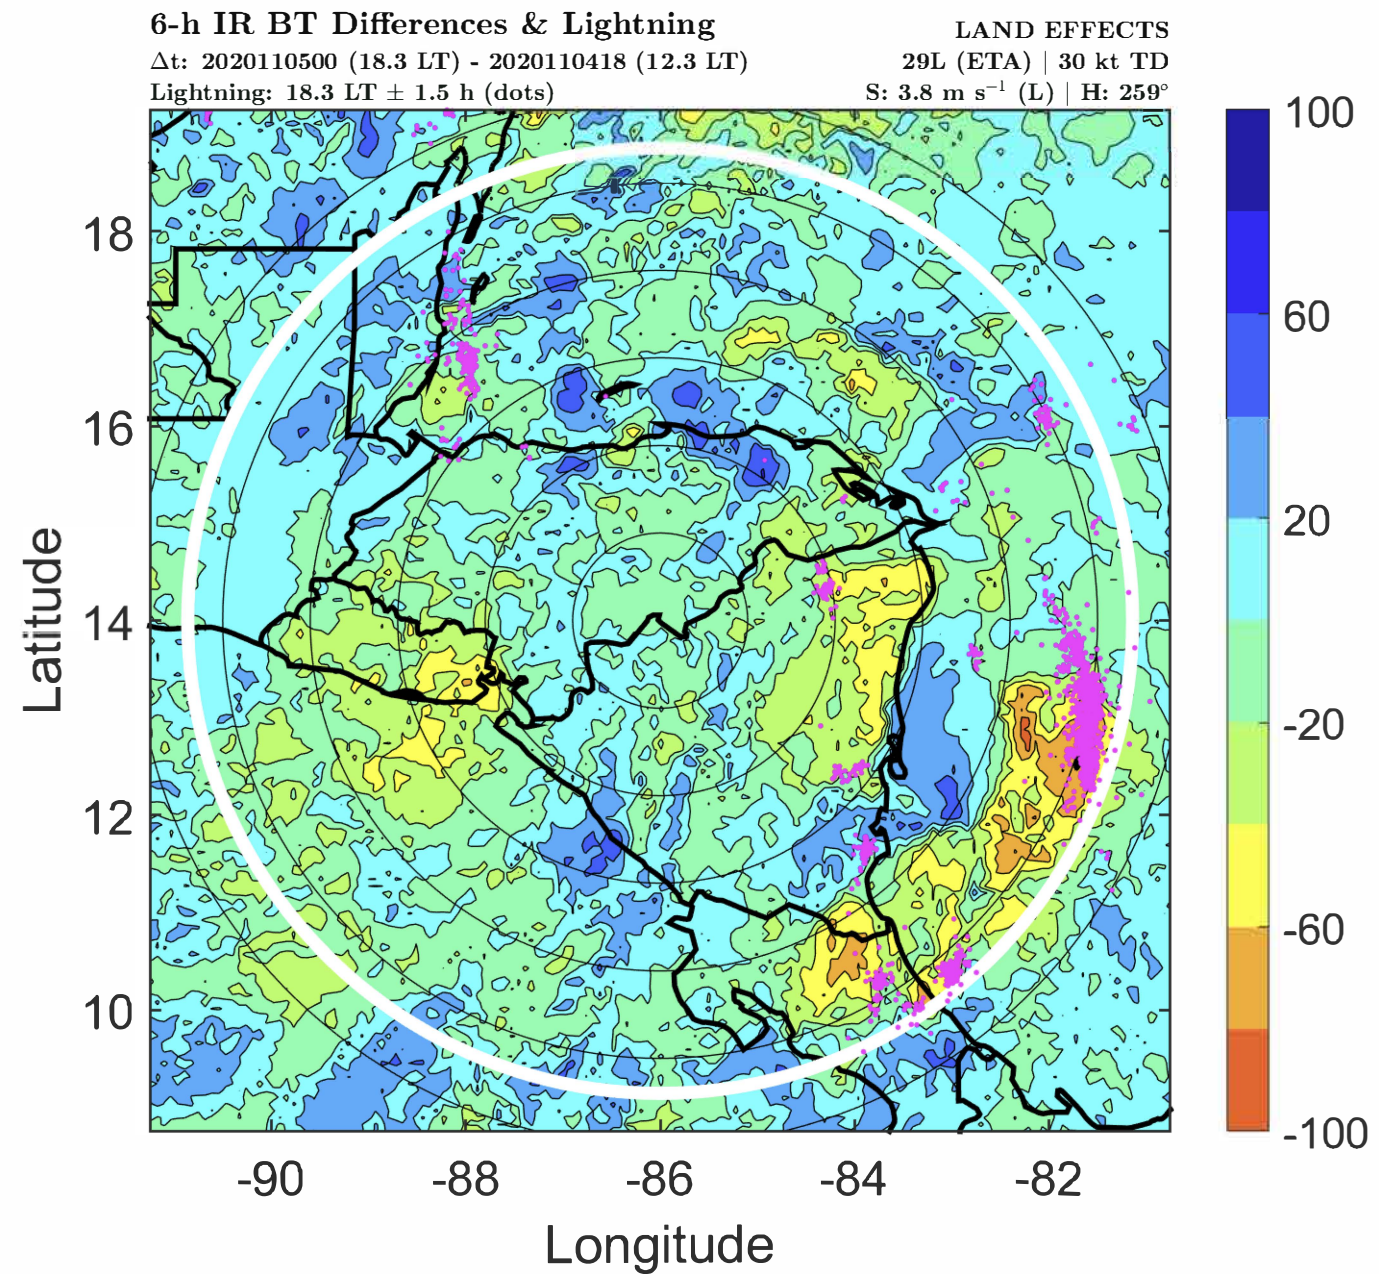 6-h IR BT Differences & Lightning
LAND EFFECTS
Δt: 2020110500 (18.3 LT) - 2020110418 (12.3 LT)
29L (ETA) | 30 kt TD
Lightning: 18.3 LT ± 1.5 h (dots)
S: 3.8 m s⁻¹ (L) | H: 259°
100
60
20
-20
-60
-100
18
16
14
12
10
Latitude
-90 -88 -86 -84 -82
Longitude